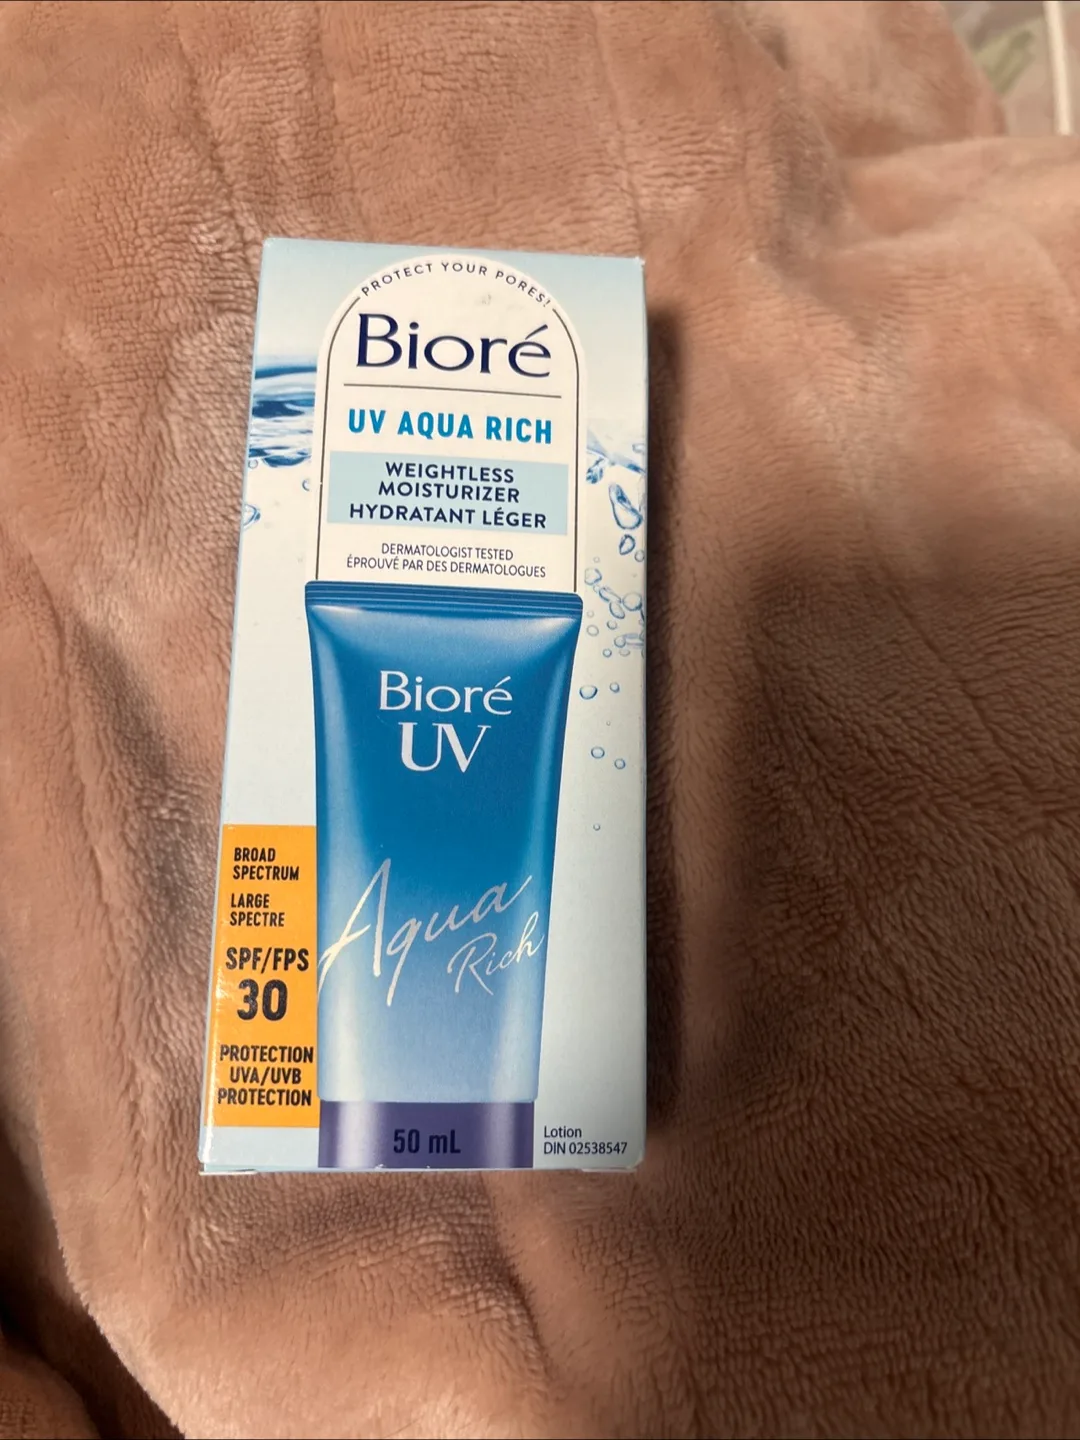 PROTECT YOUR PORES!
Bioré
UV AQUA RICH
WEIGHTLESS
MOISTURIZER
HYDRATANT LÉGER
DERMATOLOGIST TESTED
ÉPROUVÉ PAR DES DERMATOLOGUES
Bioré
UV
Aqua
Rich
BROAD
SPECTRUM
LARGE
SPECTRE
SPF/FPS
30
PROTECTION
UVA/UVB
PROTECTION
50 mL
Lotion
DIN 02538547